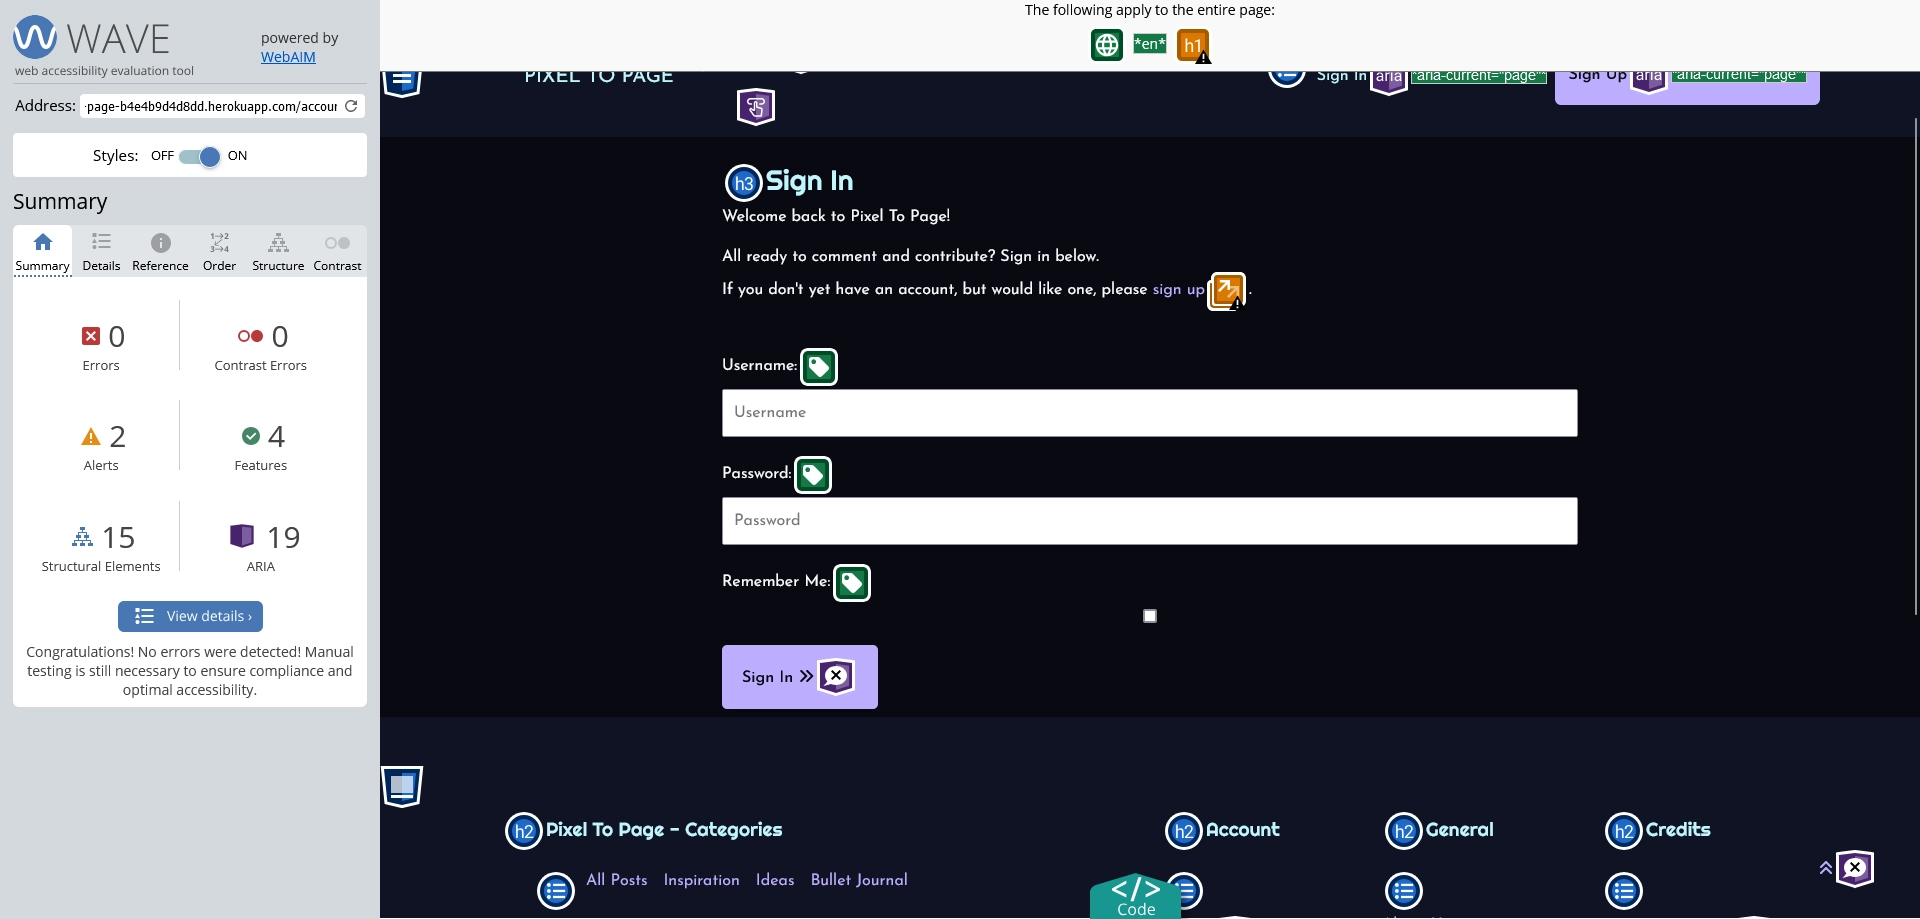 WAVE
powered by
WebAIM
web accessibility evaluation tool
Address: page-b4e4b9d4d8dd.herokuapp.com/accour
Styles: OFF ON
Summary
Summary Details Reference Order Structure Contrast
0
Errors
0
Contrast Errors
2
Alerts
4
Features
15
Structural Elements
19
ARIA
View details ›
Congratulations! No errors were detected! Manual
testing is still necessary to ensure compliance and
optimal accessibility.
The following apply to the entire page:
*en* h1
PIXEL TO PAGE
Sign In aria *aria-current="page"*
Sign Up aria *aria-current="page"*
h3 Sign In
Welcome back to Pixel To Page!
All ready to comment and contribute? Sign in below.
If you don't yet have an account, but would like one, please sign up .
Username:
Username
Password:
Password
Remember Me:
Sign In »
h2 Pixel To Page - Categories
All Posts Inspiration Ideas Bullet Journal
h2 Account
h2 General
h2 Credits
</> Code